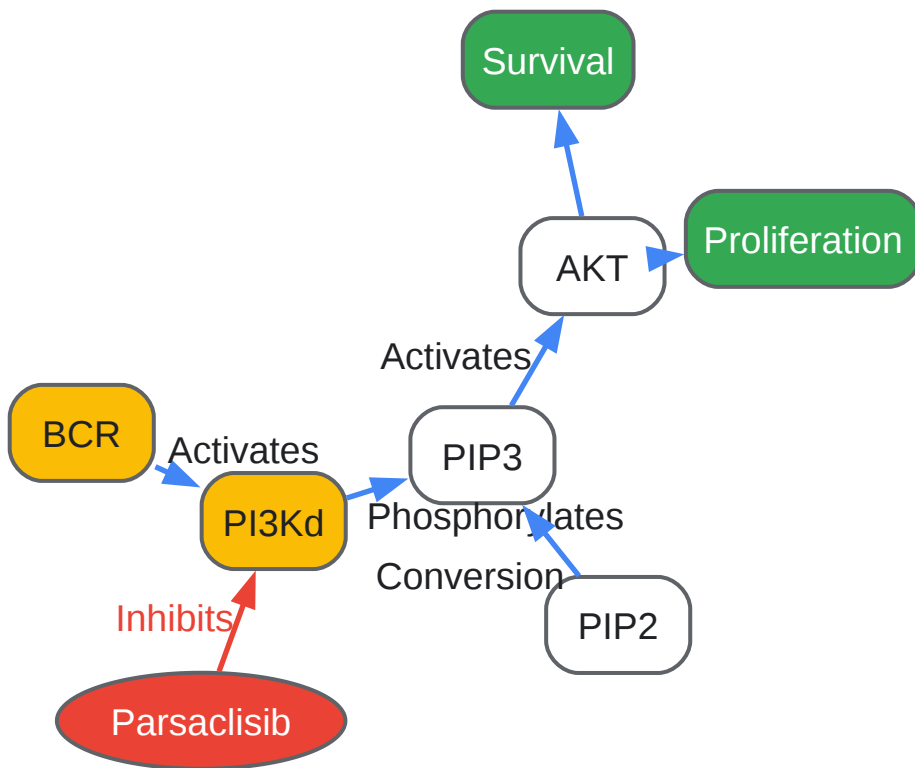 Survival
Proliferation
AKT
Activates
BCR
Activates
PIP3
PI3Kd
Phosphorylates
Conversion
Inhibits
PIP2
Parsaclisib